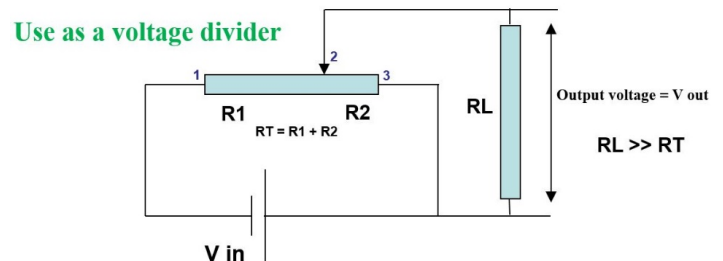 Use as a voltage divider
2
1
3
R1
R2
RT = R1 + R2
RL
Output voltage = V out
RL >> RT
V in